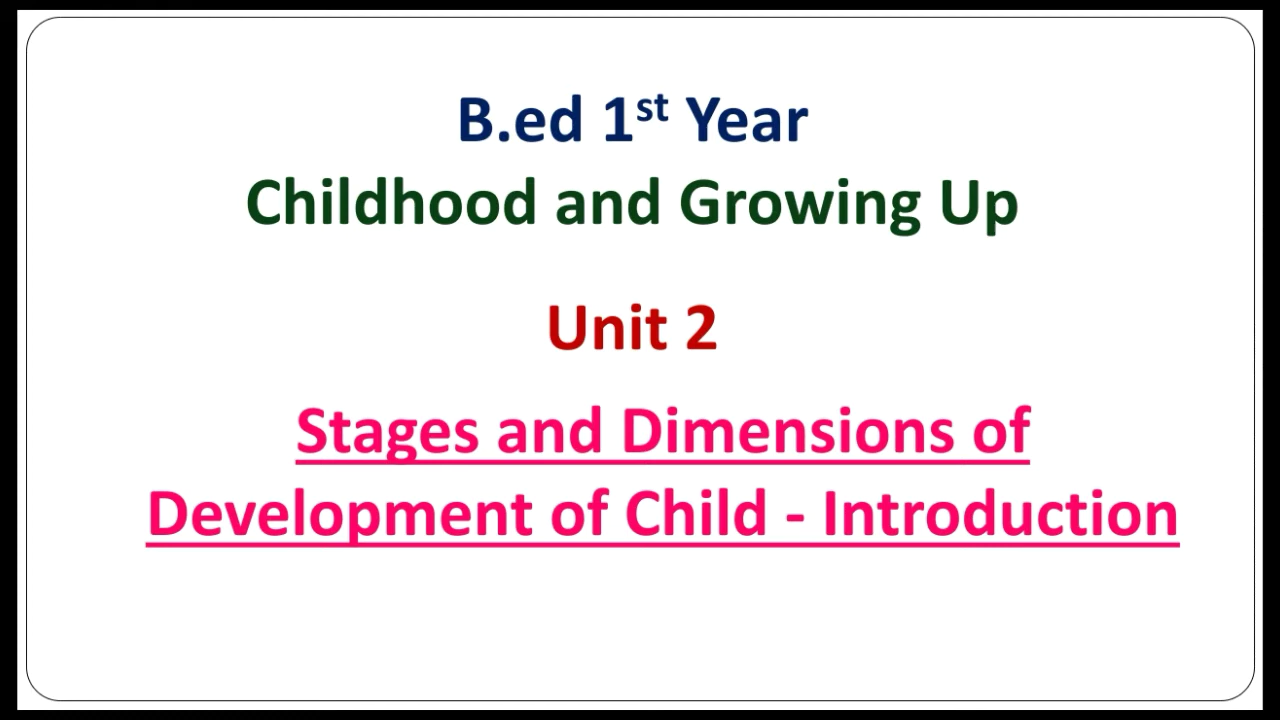 B.ed 1st Year
Childhood and Growing Up
Unit 2
Stages and Dimensions of
Development of Child - Introduction